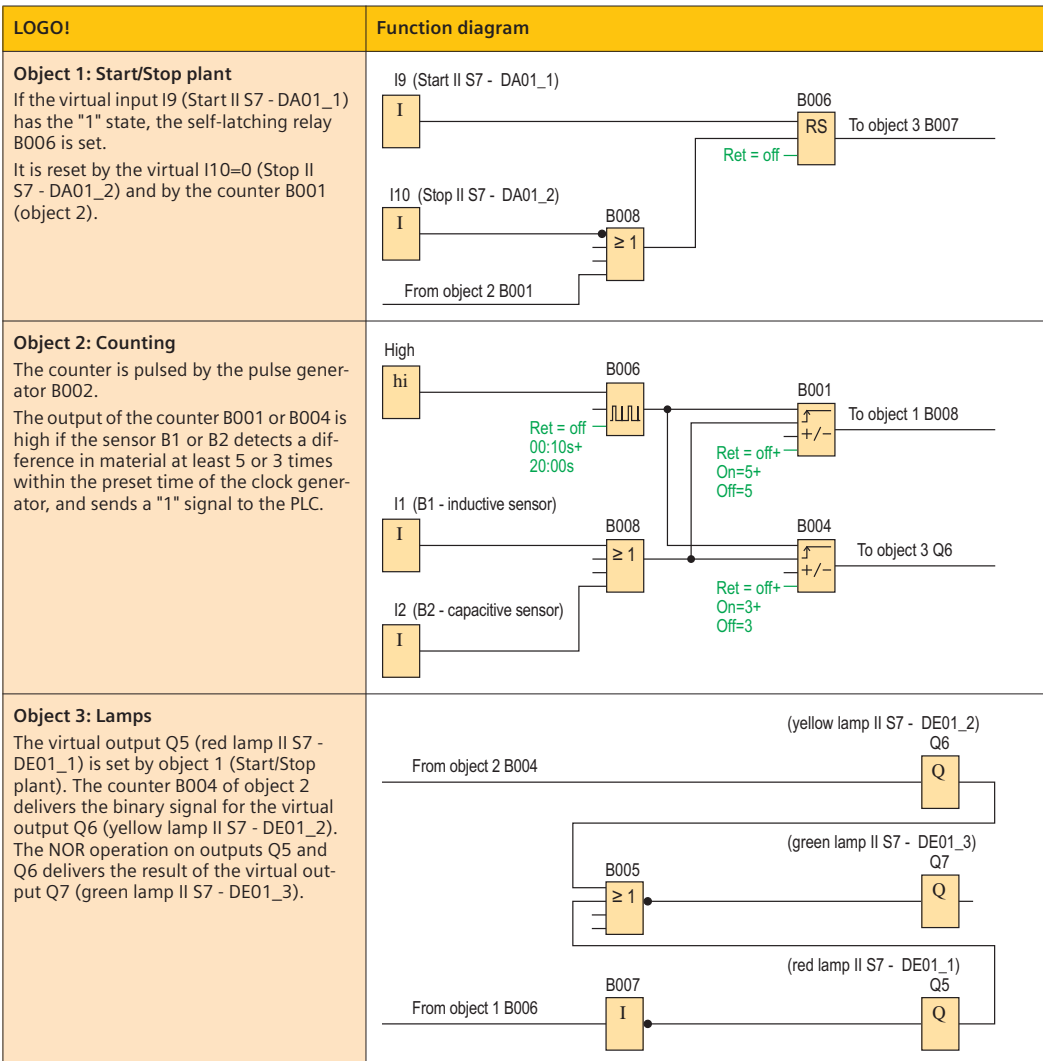 LOGO!
Function diagram
Object 1: Start/Stop plant
If the virtual input I9 (Start II S7 - DA01_1)
has the "1" state, the self-latching relay
B006 is set.
It is reset by the virtual I10=0 (Stop II
S7 - DA01_2) and by the counter B001
(object 2).
I9 (Start II S7 - DA01_1)
I
B006
RS
To object 3 B007
Ret = off
I10 (Stop II S7 - DA01_2)
I
B008
≥ 1
From object 2 B001
Object 2: Counting
The counter is pulsed by the pulse gener-
ator B002.
The output of the counter B001 or B004 is
high if the sensor B1 or B2 detects a dif-
ference in material at least 5 or 3 times
within the preset time of the clock gener-
ator, and sends a "1" signal to the PLC.
High
hi
B006
Ret = off
00:10s+
20:00s
B001
+/-
To object 1 B008
Ret = off+
On=5+
Off=5
I1 (B1 - inductive sensor)
I
B008
≥ 1
B004
+/-
To object 3 Q6
Ret = off+
On=3+
Off=3
I2 (B2 - capacitive sensor)
I
Object 3: Lamps
The virtual output Q5 (red lamp II S7 -
DE01_1) is set by object 1 (Start/Stop
plant). The counter B004 of object 2
delivers the binary signal for the virtual
output Q6 (yellow lamp II S7 - DE01_2).
The NOR operation on outputs Q5 and
Q6 delivers the result of the virtual out-
put Q7 (green lamp II S7 - DE01_3).
(yellow lamp II S7 - DE01_2)
Q6
From object 2 B004
Q
(green lamp II S7 - DE01_3)
Q7
B005
≥ 1
Q
(red lamp II S7 - DE01_1)
Q5
B007
From object 1 B006
I
Q